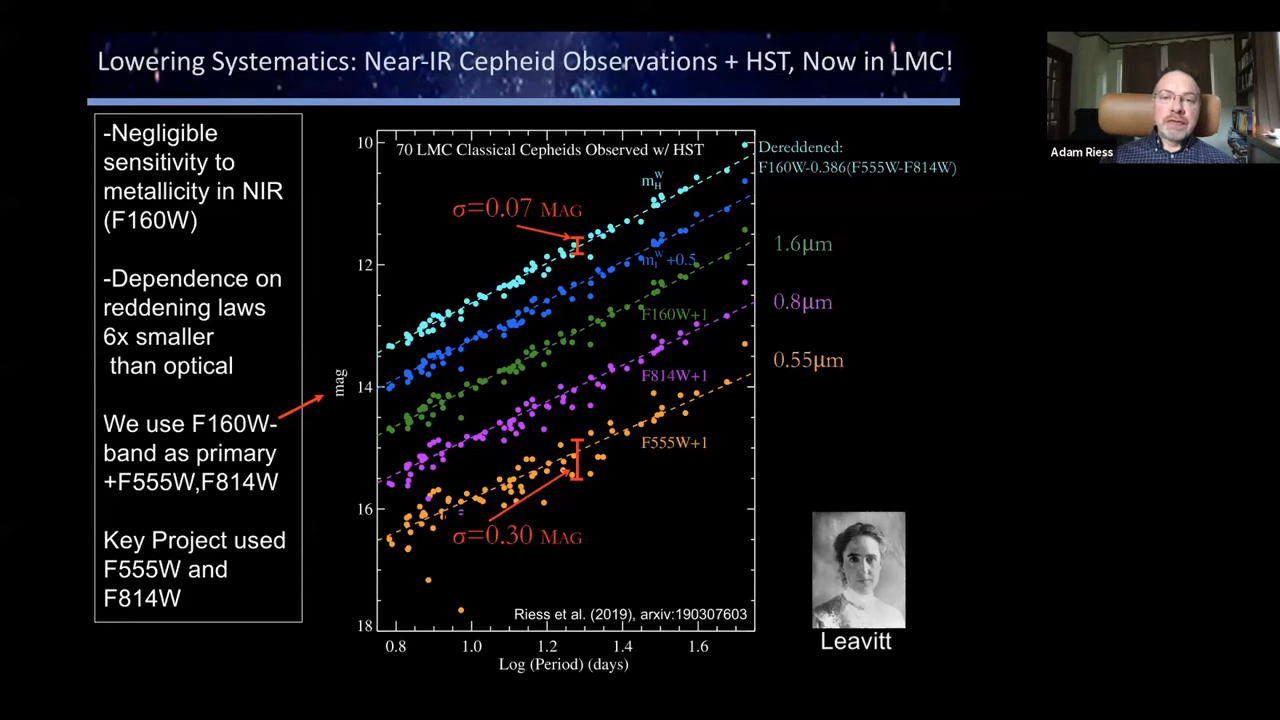 Lowering Systematics: Near-IR Cepheid Observations + HST, Now in LMC!
-Negligible
sensitivity to
metallicity in NIR
(F160W)
-Dependence on
reddening laws
6x smaller
than optical
We use F160W-
band as primary
+F555W,F814W
Key Project used
F555W and
F814W
70 LMC Classical Cepheids Observed w/ HST
10
12
14
16
18
mag
0.8
1.0
1.2
1.4
1.6
Log (Period) (days)
σ=0.07 MAG
σ=0.30 MAG
m_H^W
m_I^W+0.5
F160W+1
F814W+1
F555W+1
Riess et al. (2019), arxiv:190307603
Dereddened:
F160W-0.386(F555W-F814W)
1.6μm
0.8μm
0.55μm
Leavitt
Adam Riess